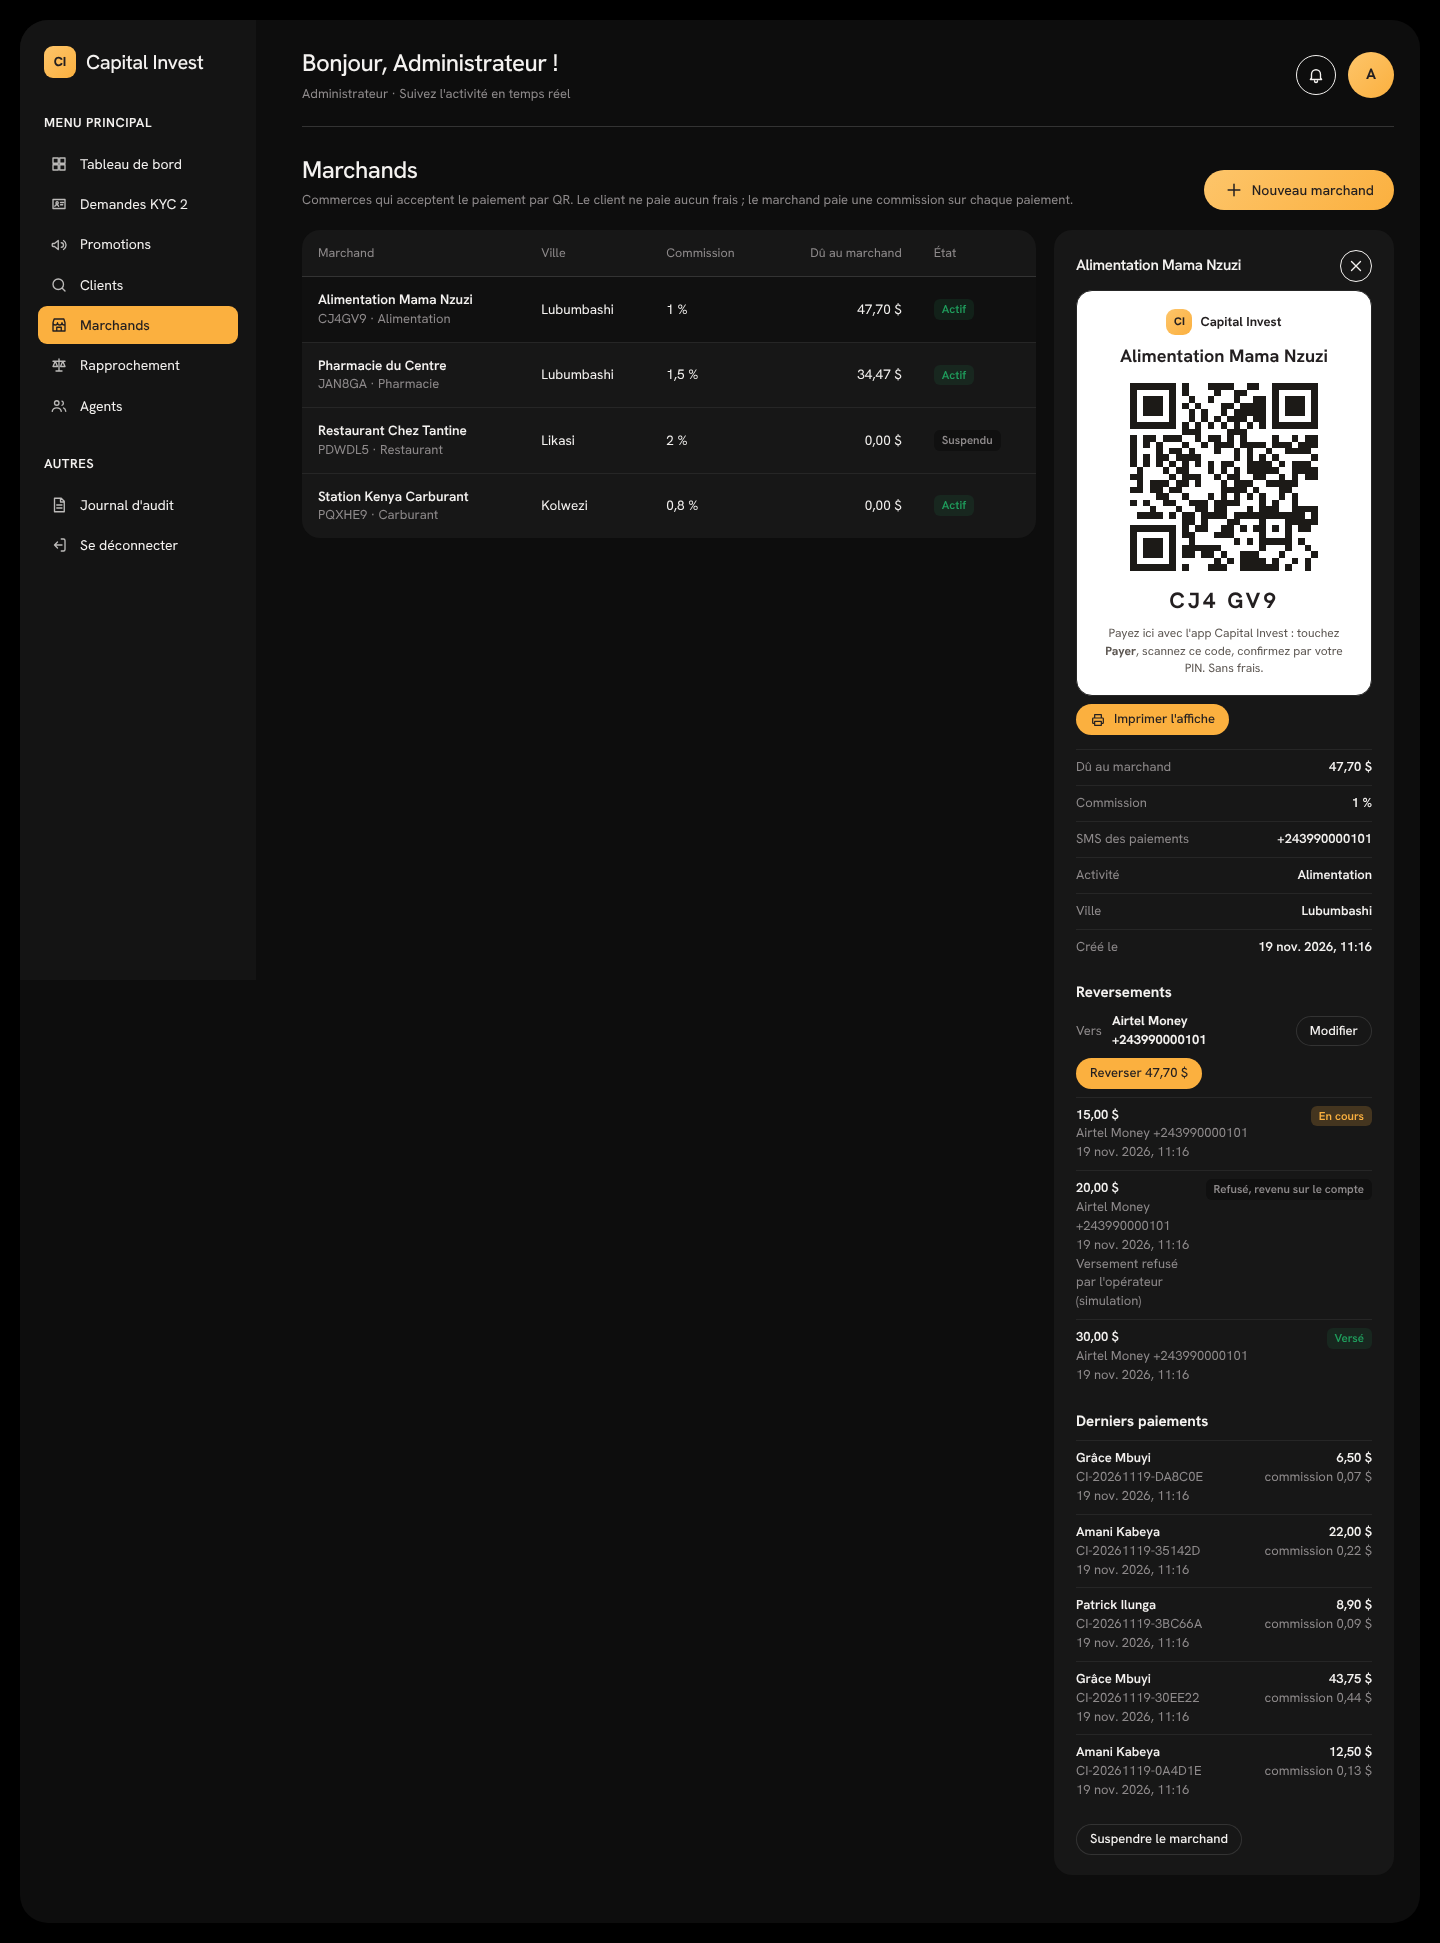 CI Capital Invest
MENU PRINCIPAL
Tableau de bord
Demandes KYC 2
Promotions
Clients
Marchands
Rapprochement
Agents
AUTRES
Journal d'audit
Se déconnecter
Bonjour, Administrateur !
Administrateur · Suivez l'activité en temps réel
A
Marchands
Commerces qui acceptent le paiement par QR. Le client ne paie aucun frais ; le marchand paie une commission sur chaque paiement.
Nouveau marchand
Marchand Ville Commission Dû au marchand État
Alimentation Mama Nzuzi
CJ4GV9 · Alimentation
Lubumbashi 1 % 47,70 $ Actif
Pharmacie du Centre
JAN8GA · Pharmacie
Lubumbashi 1,5 % 34,47 $ Actif
Restaurant Chez Tantine
PDWDL5 · Restaurant
Likasi 2 % 0,00 $ Suspendu
Station Kenya Carburant
PQXHE9 · Carburant
Kolwezi 0,8 % 0,00 $ Actif
Alimentation Mama Nzuzi
CI Capital Invest
Alimentation Mama Nzuzi
CJ4 GV9
Payez ici avec l'app Capital Invest : touchez
Payer, scannez ce code, confirmez par votre
PIN. Sans frais.
Imprimer l'affiche
Dû au marchand 47,70 $
Commission 1 %
SMS des paiements +243990000101
Activité Alimentation
Ville Lubumbashi
Créé le 19 nov. 2026, 11:16
Reversements
Vers Airtel Money
+243990000101
Modifier
Reverser 47,70 $
15,00 $ En cours
Airtel Money +243990000101
19 nov. 2026, 11:16
20,00 $ Refusé, revenu sur le compte
Airtel Money
+243990000101
19 nov. 2026, 11:16
Versement refusé
par l'opérateur
(simulation)
30,00 $ Versé
Airtel Money +243990000101
19 nov. 2026, 11:16
Derniers paiements
Grâce Mbuyi 6,50 $
CI-20261119-DA8C0E commission 0,07 $
19 nov. 2026, 11:16
Amani Kabeya 22,00 $
CI-20261119-35142D commission 0,22 $
19 nov. 2026, 11:16
Patrick Ilunga 8,90 $
CI-20261119-3BC66A commission 0,09 $
19 nov. 2026, 11:16
Grâce Mbuyi 43,75 $
CI-20261119-30EE22 commission 0,44 $
19 nov. 2026, 11:16
Amani Kabeya 12,50 $
CI-20261119-0A4D1E commission 0,13 $
19 nov. 2026, 11:16
Suspendre le marchand